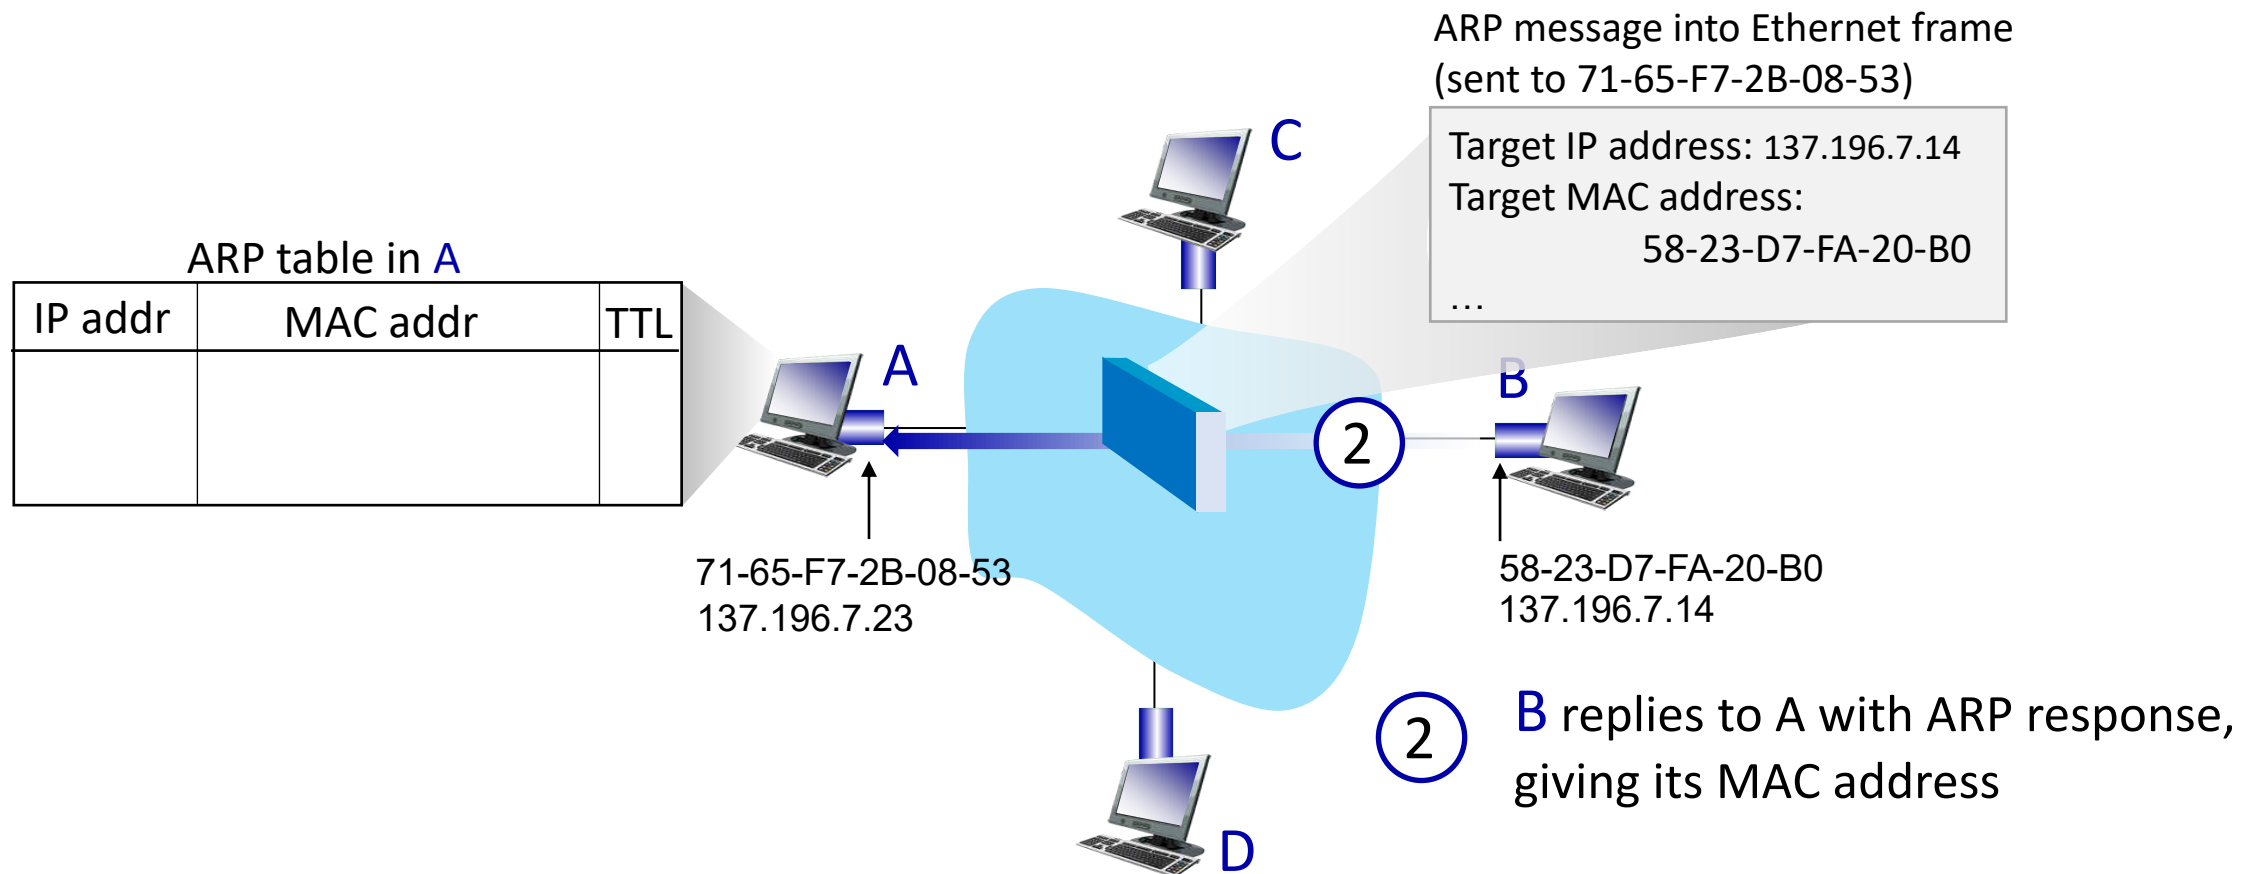 ARP message into Ethernet frame
(sent to 71-65-F7-2B-08-53)
Target IP address: 137.196.7.14
Target MAC address:
58-23-D7-FA-20-B0
…
C
ARP table in A
IP addr MAC addr TTL
A
B
2
71-65-F7-2B-08-53
137.196.7.23
58-23-D7-FA-20-B0
137.196.7.14
2
B replies to A with ARP response,
giving its MAC address
D